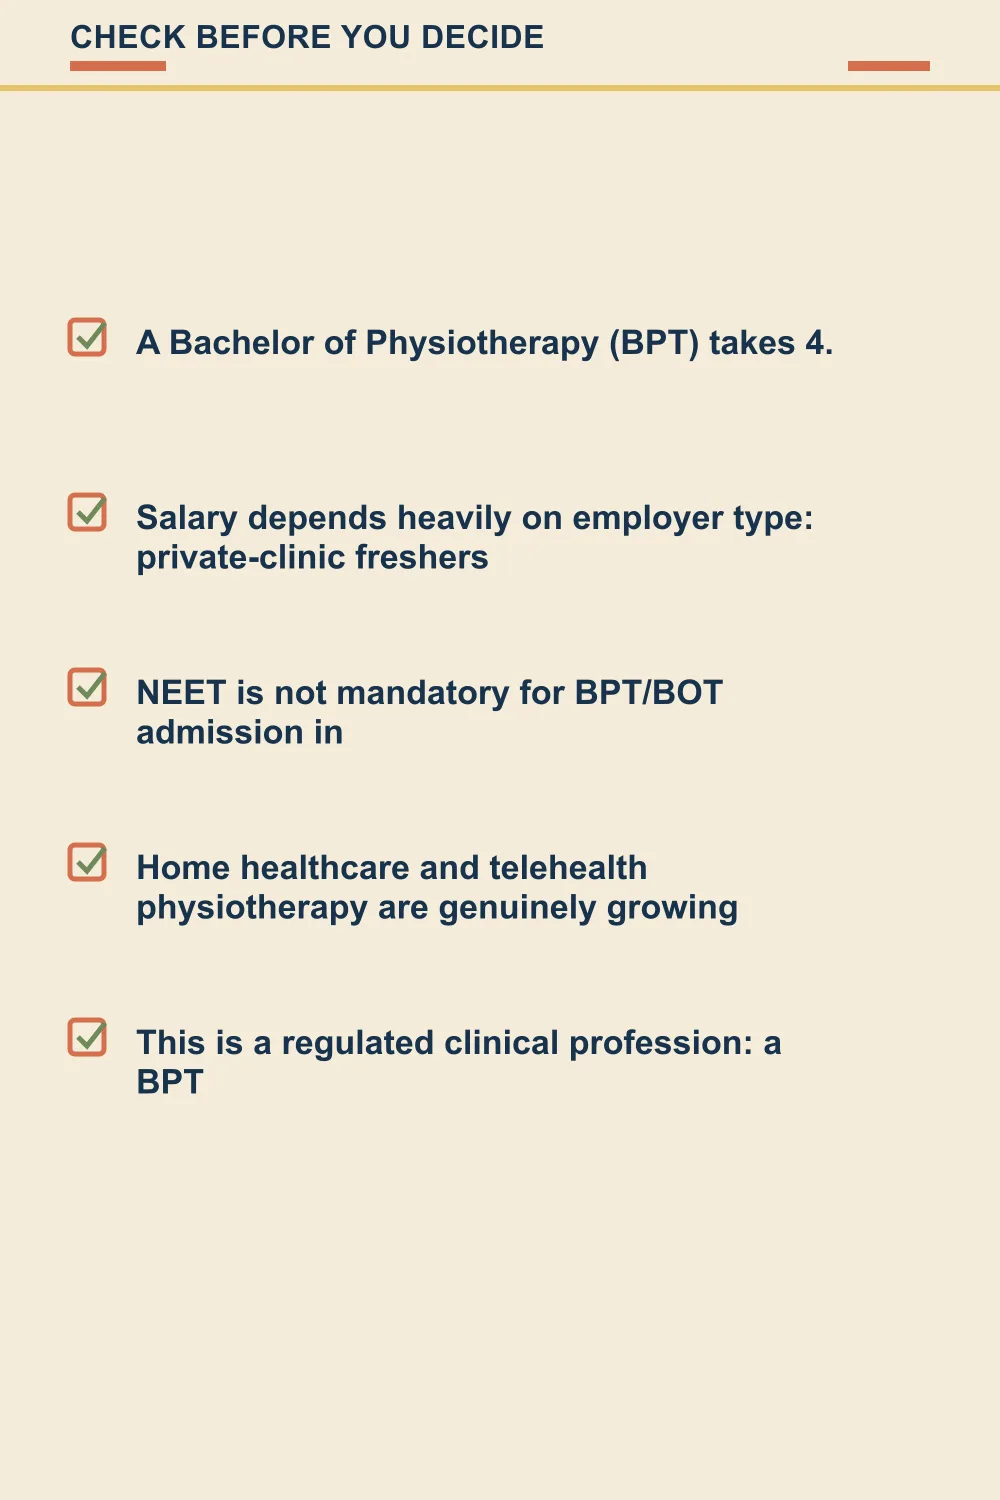 CHECK BEFORE YOU DECIDE
A Bachelor of Physiotherapy (BPT) takes 4.
Salary depends heavily on employer type:
private-clinic freshers
NEET is not mandatory for BPT/BOT
admission in
Home healthcare and telehealth
physiotherapy are genuinely growing
This is a regulated clinical profession: a
BPT